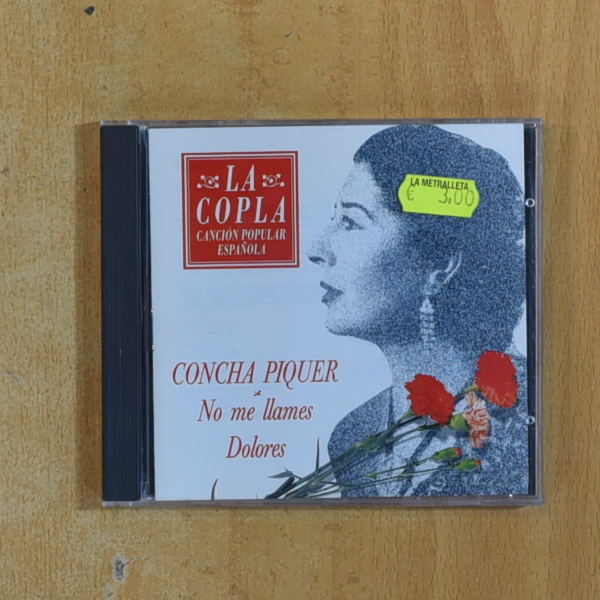 LA
COPLA
CANCIÓN POPULAR
ESPAÑOLA
LA METRALLETA
€ 3,00
CONCHA PIQUER
No me llames
Dolores